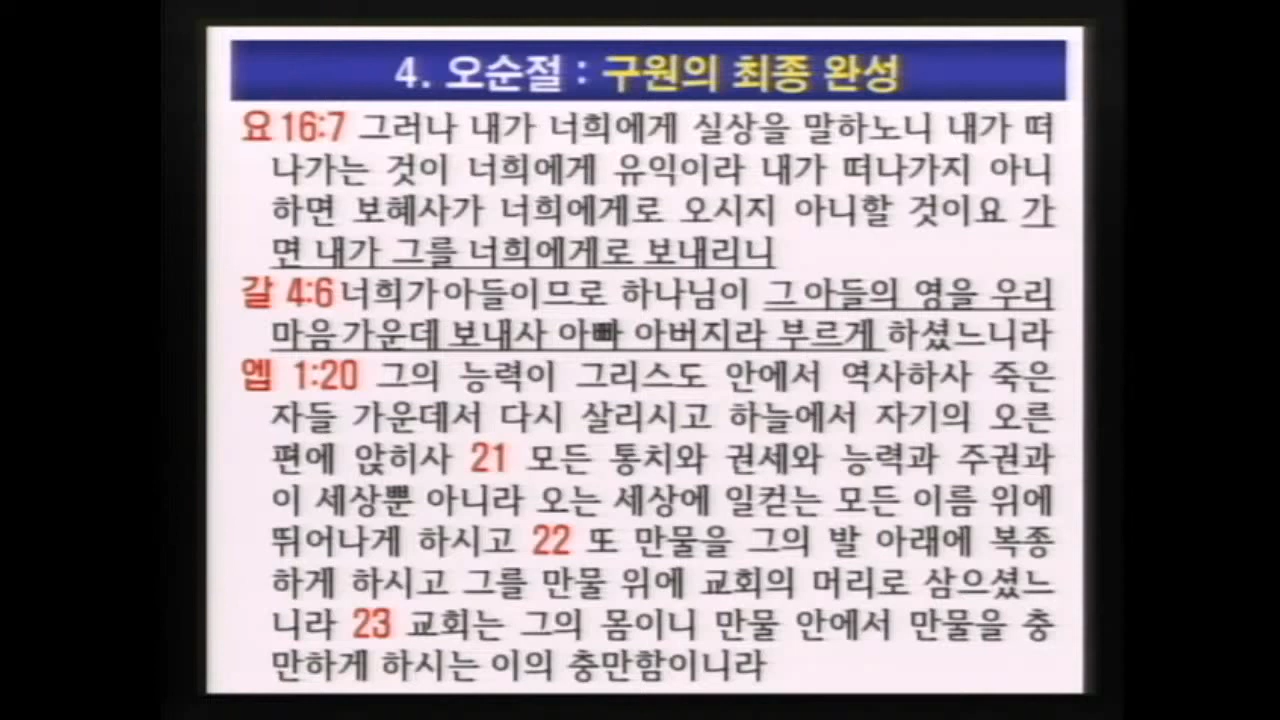 4. 오순절 : 구원의 최종 완성
요 16:7 그러나 내가 너희에게 실상을 말하노니 내가 떠
나가는 것이 너희에게 유익이라 내가 떠나가지 아니
하면 보혜사가 너희에게로 오시지 아니할 것이요 가
면 내가 그를 너희에게로 보내리니
갈 4:6 너희가 아들이므로 하나님이 그 아들의 영을 우리
마음 가운데 보내사 아빠 아버지라 부르게 하셨느니라
엡 1:20 그의 능력이 그리스도 안에서 역사하사 죽은
자들 가운데서 다시 살리시고 하늘에서 자기의 오른
편에 앉히사 21 모든 통치와 권세와 능력과 주권과
이 세상뿐 아니라 오는 세상에 일컫는 모든 이름 위에
뛰어나게 하시고 22 또 만물을 그의 발 아래에 복종
하게 하시고 그를 만물 위에 교회의 머리로 삼으셨느
니라 23 교회는 그의 몸이니 만물 안에서 만물을 충
만하게 하시는 이의 충만함이니라